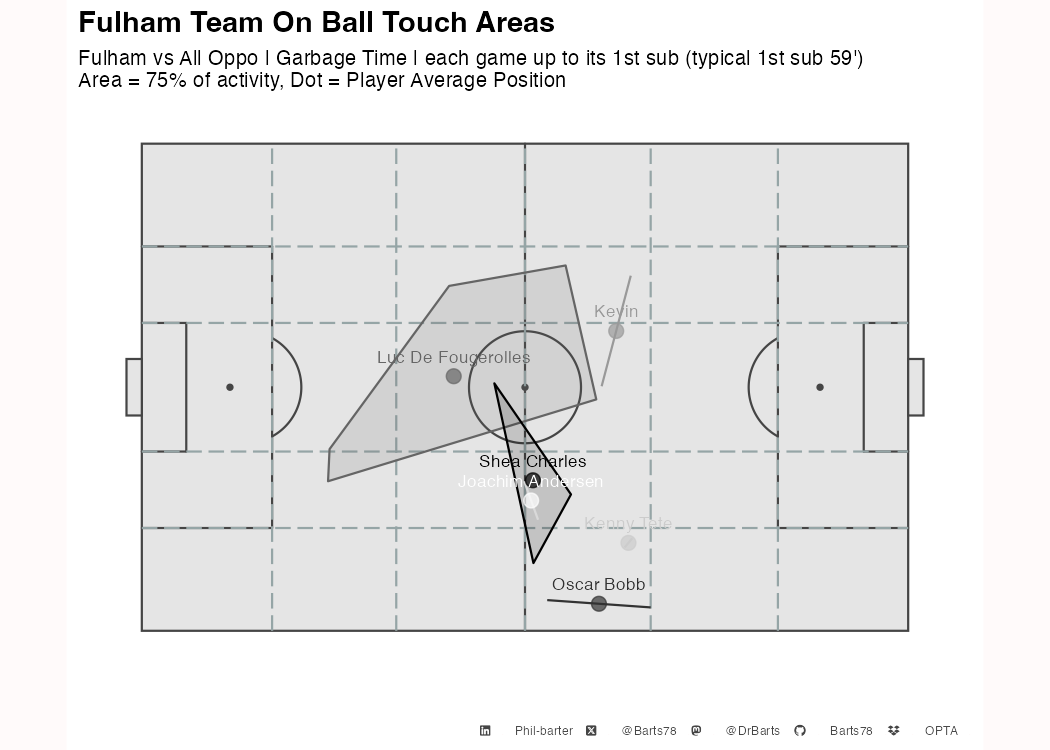 Fulham Team On Ball Touch Areas
Fulham vs All Oppo | Garbage Time | each game up to its 1st sub (typical 1st sub 59')
Area = 75% of activity, Dot = Player Average Position
Kevin
Luc De Fougerolles
Shea Charles
Joachim Andersen
Kenny Tete
Oscar Bobb
Phil-barter @Barts78 @DrBarts Barts78 OPTA